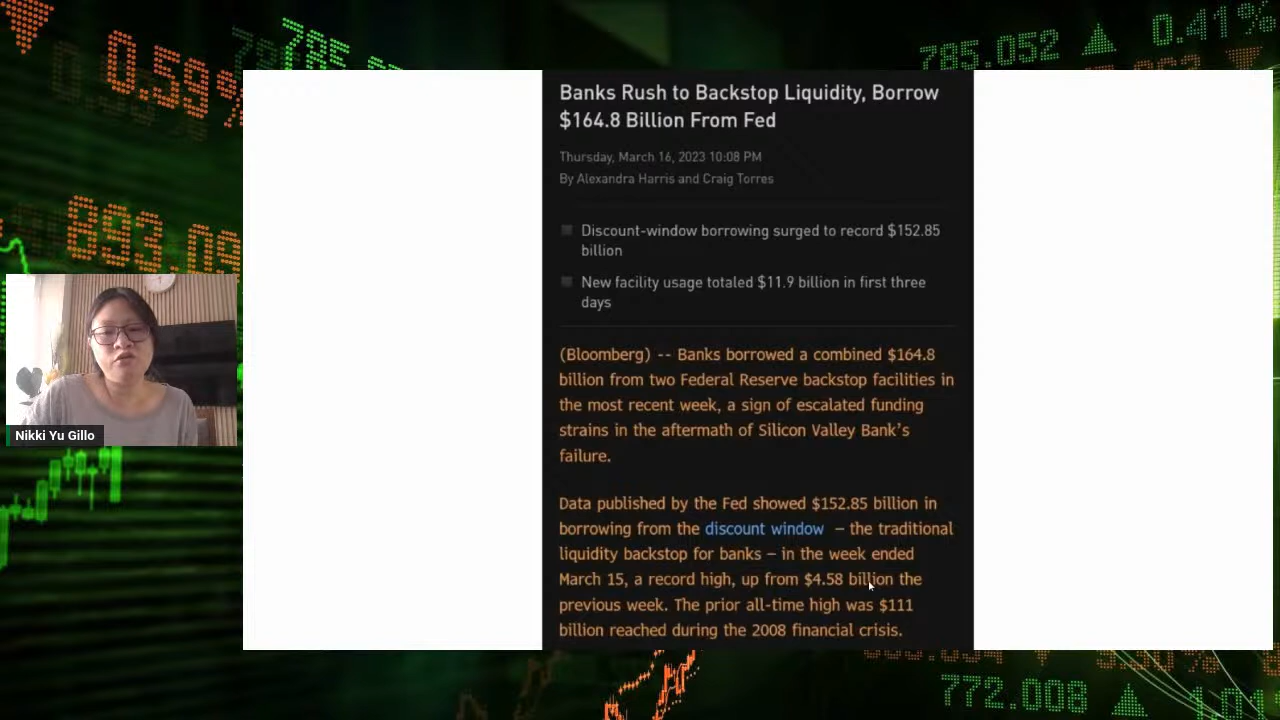 785.052 ▲ 0.41%
0.59%
785.
893.09
Banks Rush to Backstop Liquidity, Borrow
$164.8 Billion From Fed
Thursday, March 16, 2023 10:08 PM
By Alexandra Harris and Craig Torres
Discount-window borrowing surged to record $152.85
billion
New facility usage totaled $11.9 billion in first three
days
(Bloomberg) -- Banks borrowed a combined $164.8
billion from two Federal Reserve backstop facilities in
the most recent week, a sign of escalated funding
strains in the aftermath of Silicon Valley Bank's
failure.
Data published by the Fed showed $152.85 billion in
borrowing from the discount window – the traditional
liquidity backstop for banks – in the week ended
March 15, a record high, up from $4.58 billion the
previous week. The prior all-time high was $111
billion reached during the 2008 financial crisis.
Nikki Yu Gillo
772.008 ▲ 1.01